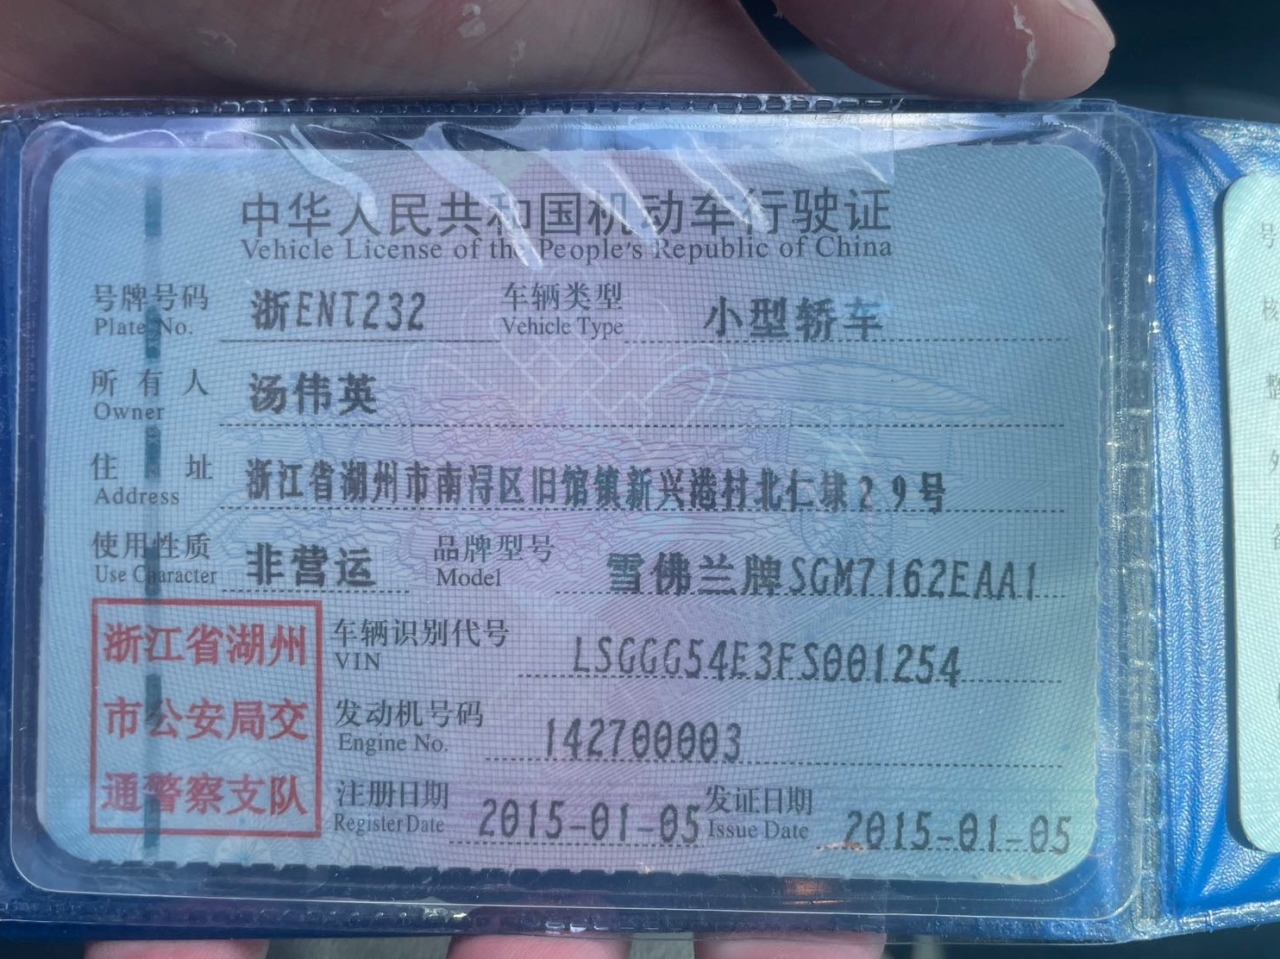 中华人民共和国机动车行驶证
Vehicle License of the People's Republic of China
号牌号码 浙ENT232 车辆类型 小型轿车
Plate No. Vehicle Type
所有人 汤伟英
Owner
住址 浙江省湖州市南浔区旧馆镇新兴港村北仁埭29号
Address
使用性质 非营运 品牌型号 雪佛兰牌SGM7162EAA1
Use Character Model
浙江省湖州
市公安局交
通警察支队
车辆识别代号 LSGGG54E3FS001254
VIN
发动机号码 142700003
Engine No.
注册日期 2015-01-05 发证日期 2015-01-05
Register Date Issue Date
号
核
整
外